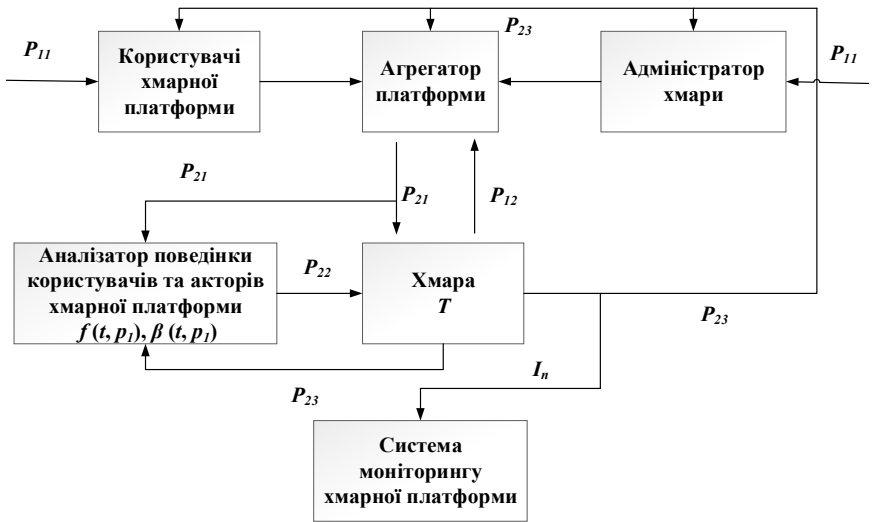 P23
P11
Користувачі
хмарної
платформи
Агрегатор
платформи
Адміністратор
хмари
P11
P21
P21
P12
Аналізатор поведінки
користувачів та акторів
хмарної платформи
f (t, p1), β (t, p1)
P22
Хмара
T
P23
P23
In
Система
моніторингу
хмарної платформи